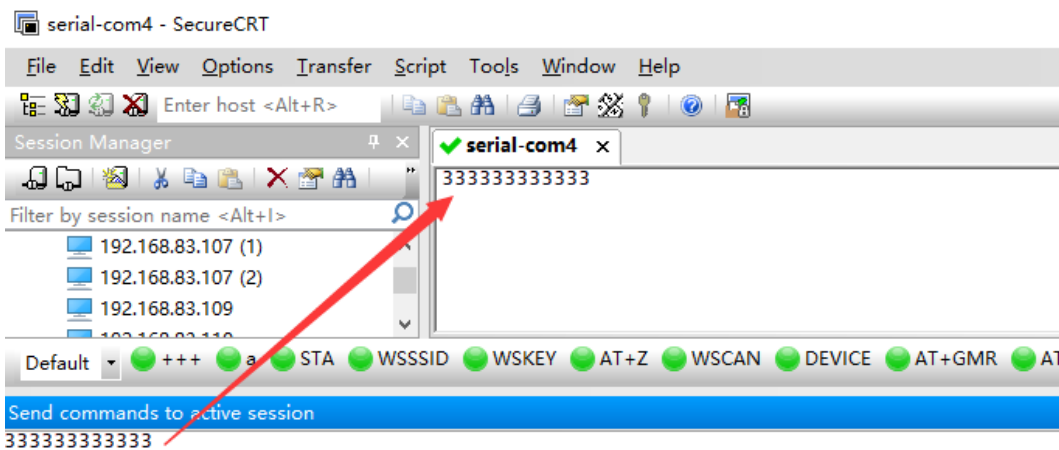 serial-com4 - SecureCRT
File Edit View Options Transfer Script Tools Window Help
Enter host <Alt+R>
Session Manager
serial-com4 x
333333333333
Filter by session name <Alt+I>
192.168.83.107 (1)
192.168.83.107 (2)
192.168.83.109
Default +++ a STA WSSSID WSKEY AT+Z WSCAN DEVICE AT+GMR AT
Send commands to active session
333333333333